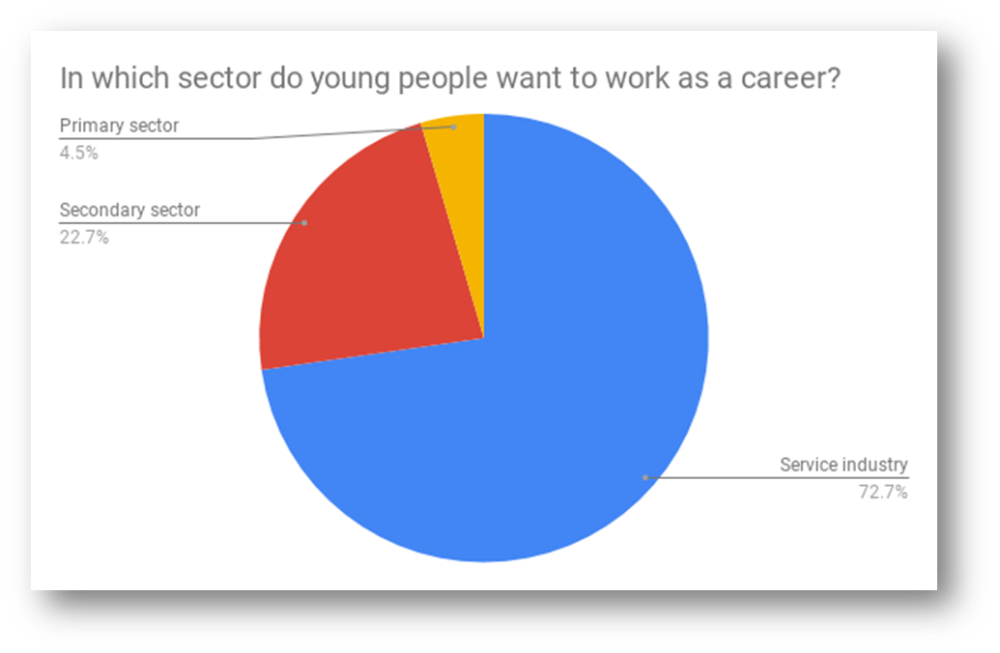 In which sector do young people want to work as a career?
Primary sector
4.5%
Secondary sector
22.7%
Service industry
72.7%